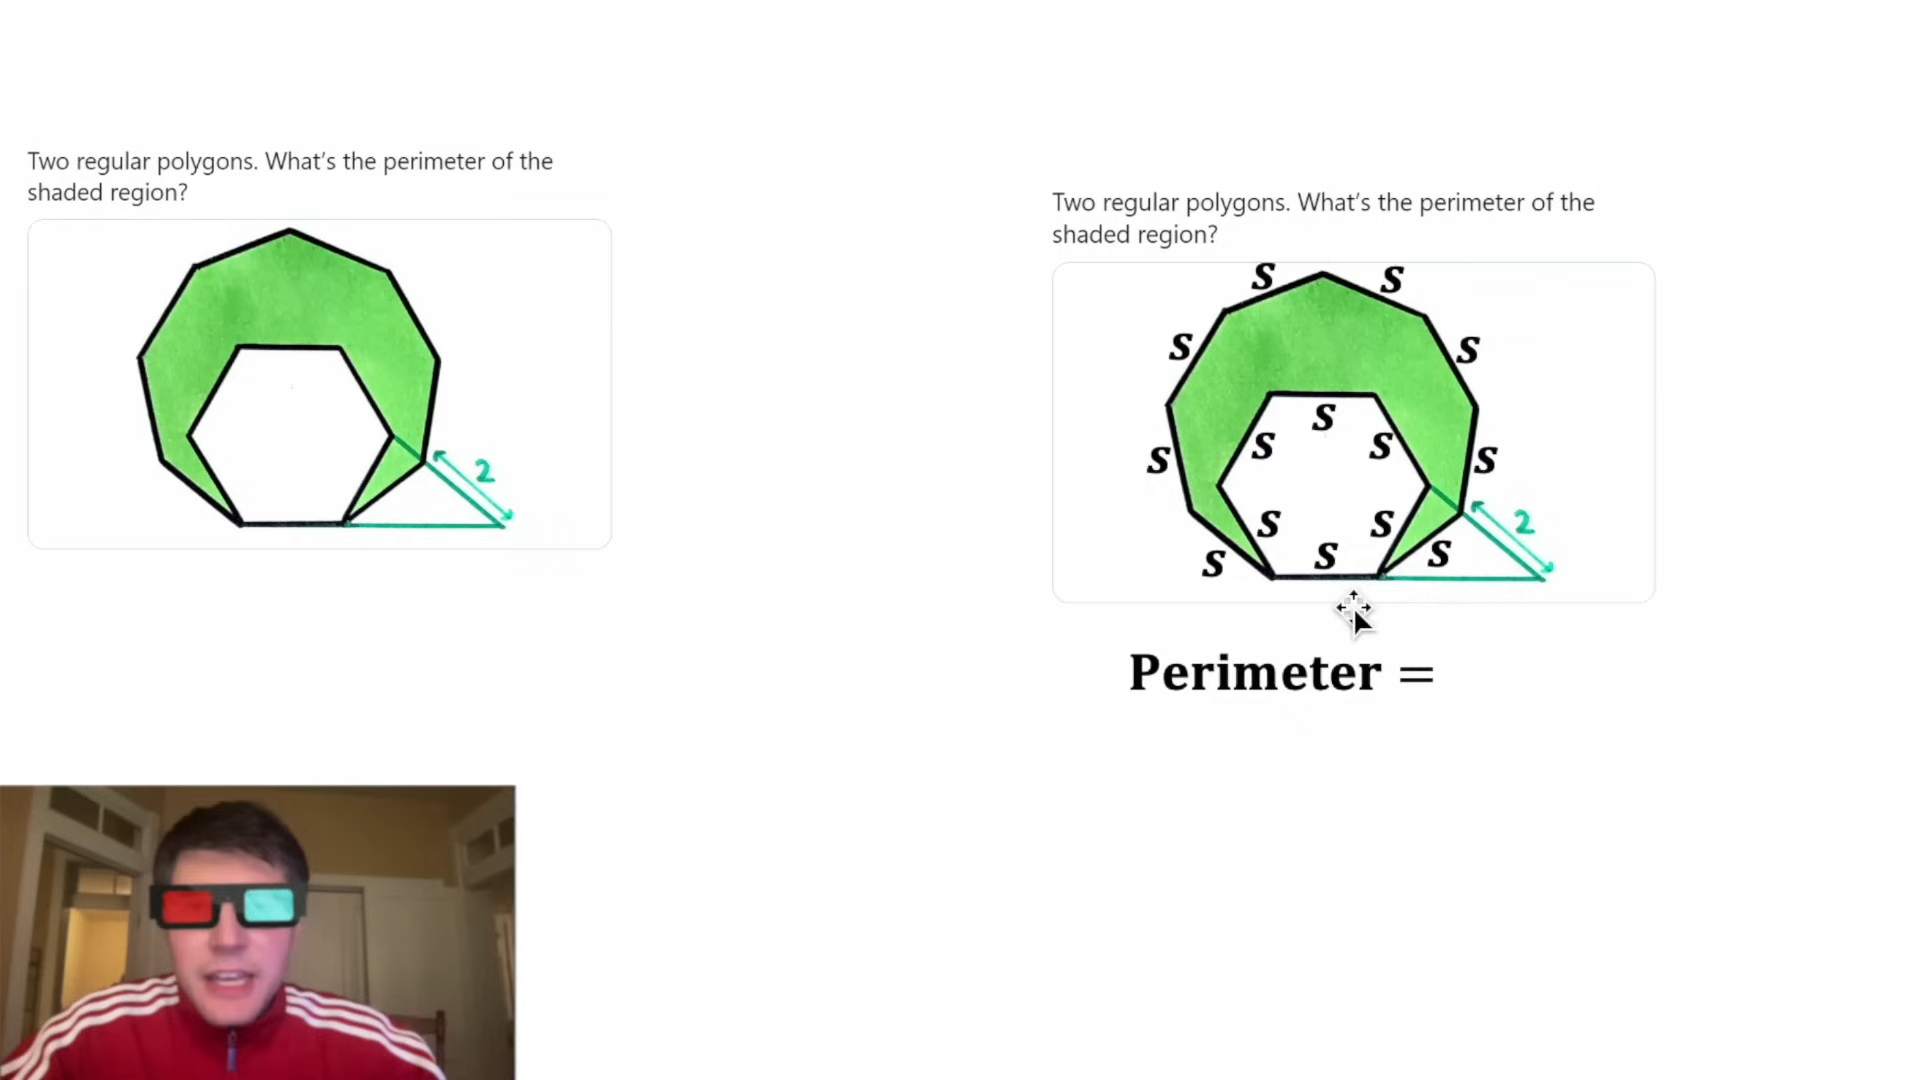 Two regular polygons. What's the perimeter of the
shaded region?
2
Two regular polygons. What's the perimeter of the
shaded region?
s s
s s
s
s s
s s
s s
s s
s s
2
Perimeter =